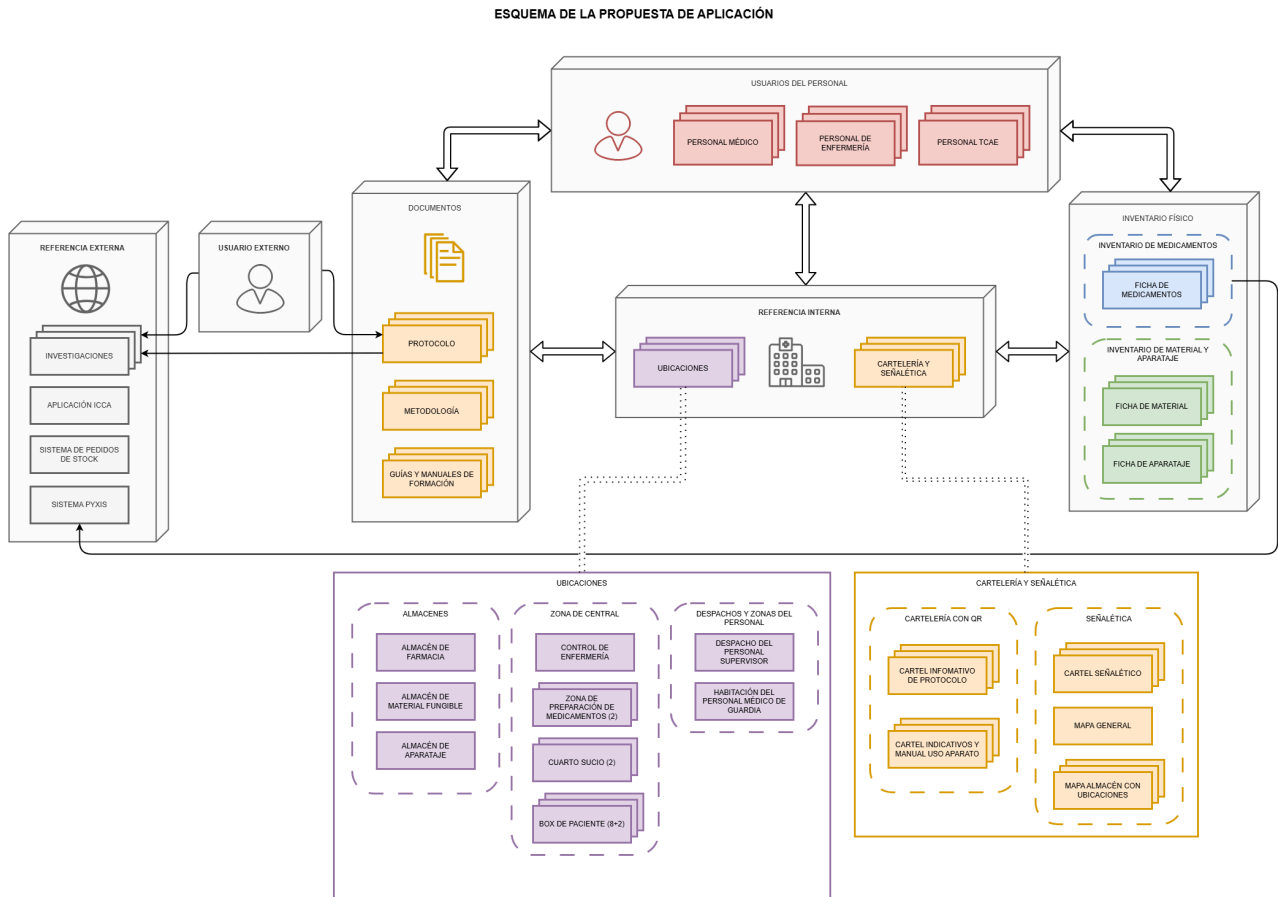 ESQUEMA DE LA PROPUESTA DE APLICACIÓN
USUARIOS DEL PERSONAL
PERSONAL MÉDICO
PERSONAL DE
ENFERMERÍA
PERSONAL TCAE
REFERENCIA EXTERNA
INVESTIGACIONES
APLICACIÓN ICCA
SISTEMA DE PEDIDOS
DE STOCK
SISTEMA PYXIS
USUARIO EXTERNO
DOCUMENTOS
PROTOCOLO
METODOLOGÍA
GUÍAS Y MANUALES DE
FORMACIÓN
REFERENCIA INTERNA
UBICACIONES
CARTELERÍA Y
SEÑALÉTICA
INVENTARIO FÍSICO
INVENTARIO DE MEDICAMENTOS
FICHA DE
MEDICAMENTOS
INVENTARIO DE MATERIAL Y
APARATAJE
FICHA DE MATERIAL
FICHA DE APARATAJE
UBICACIONES
ALMACENES
ALMACÉN DE
FARMACIA
ALMACÉN DE
MATERIAL FUNGIBLE
ALMACÉN DE
APARATAJE
ZONA DE CENTRAL
CONTROL DE
ENFERMERÍA
ZONA DE
PREPARACIÓN DE
MEDICAMENTOS (2)
CUARTO SUCIO (2)
BOX DE PACIENTE (8+2)
DESPACHOS Y ZONAS DEL
PERSONAL
DESPACHO DEL
PERSONAL
SUPERVISOR
HABITACIÓN DEL
PERSONAL MÉDICO DE
GUARDIA
CARTELERÍA Y SEÑALÉTICA
CARTELERÍA CON QR
CARTEL INFOMATIVO
DE PROTOCOLO
CARTEL INDICATIVOS Y
MANUAL USO APARATO
SEÑALÉTICA
CARTEL SEÑALÉTICO
MAPA GENERAL
MAPA ALMACÉN CON
UBICACIONES